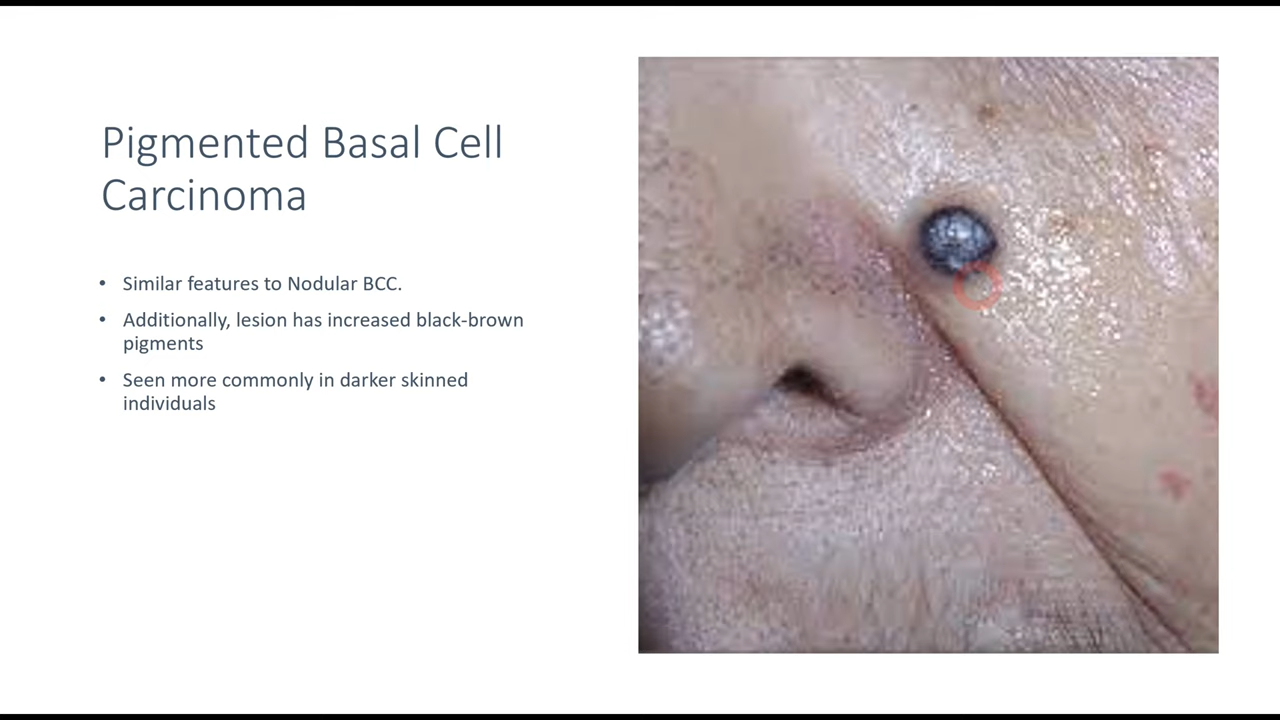 Pigmented Basal Cell
Carcinoma
• Similar features to Nodular BCC.
• Additionally, lesion has increased black-brown
pigments
• Seen more commonly in darker skinned
individuals